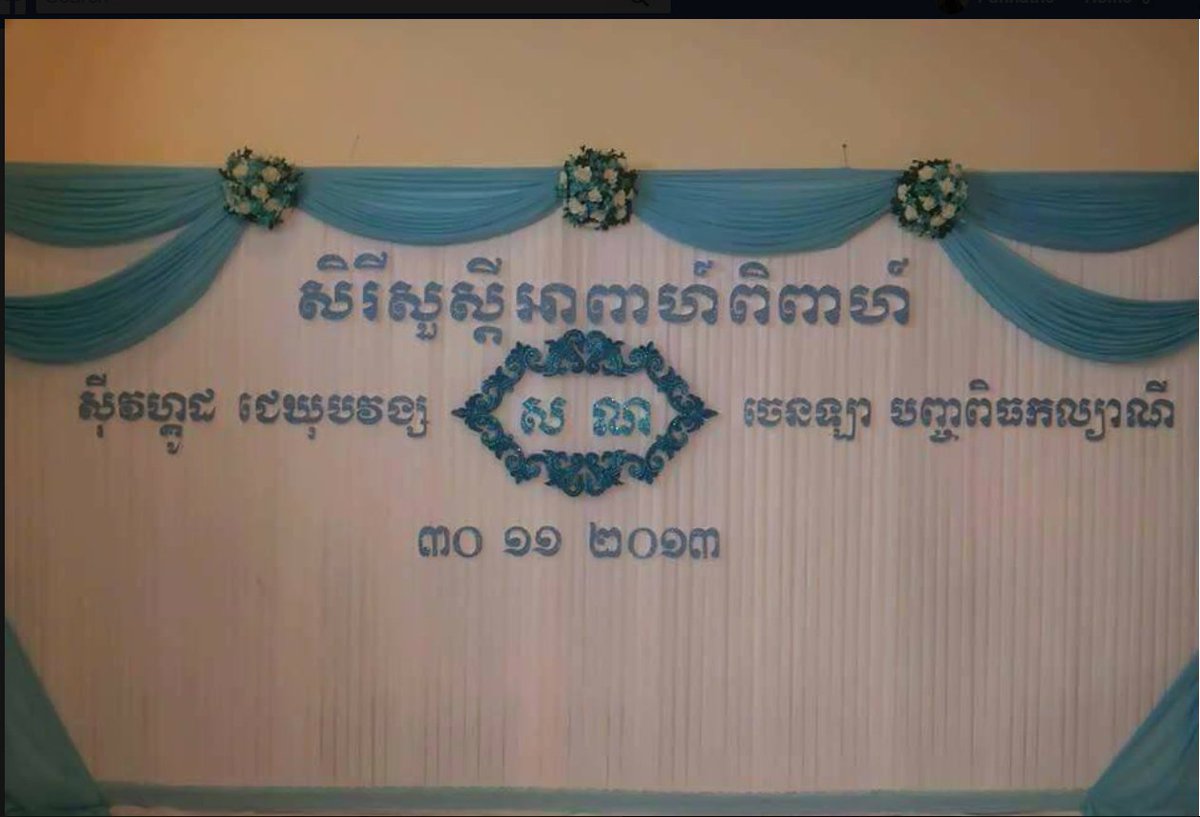 សិរីសួស្តីអាពាហ៍ពិពាហ៍
ស៊ីវហ្គូដ ជេឃុបវង្ស
ស ណ
ចេនឡា បញ្ចពិធកល្យាណី
៣០ ១១ ២០១៣